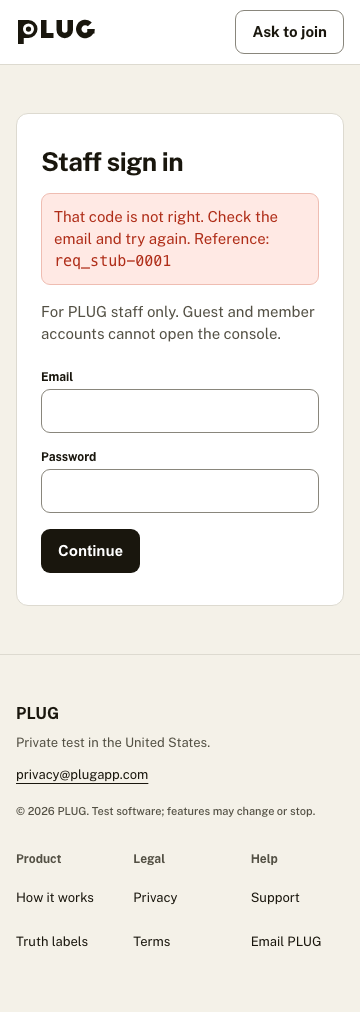 PLUG
Ask to join
Staff sign in
That code is not right. Check the
email and try again. Reference:
req_stub-0001
For PLUG staff only. Guest and member
accounts cannot open the console.
Email
Password
Continue
PLUG
Private test in the United States.
privacy@plugapp.com
© 2026 PLUG. Test software; features may change or stop.
Product
Legal
Help
How it works
Privacy
Support
Truth labels
Terms
Email PLUG